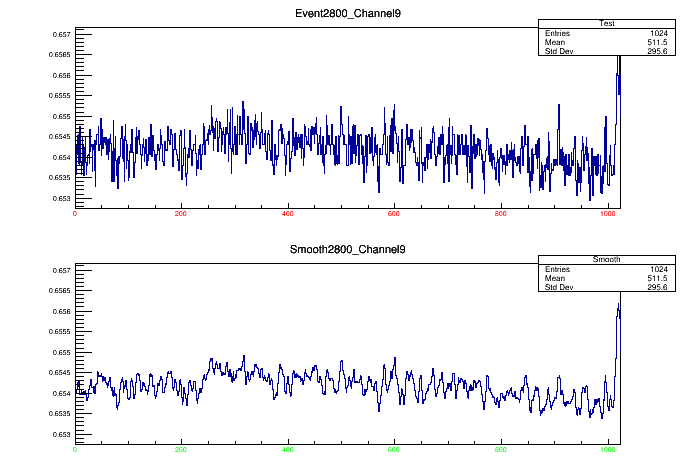 Event2800_Channel9
Test
Entries 1024
Mean 511.5
Std Dev 295.6
0.657
0.6565
0.656
0.6555
0.655
0.6545
0.654
0.6535
0.653
0 200 400 600 800 1000
Smooth2800_Channel9
Smooth
Entries 1024
Mean 511.5
Std Dev 295.6
0.657
0.6565
0.656
0.6555
0.655
0.6545
0.654
0.6535
0.653
0 200 400 600 800 1000